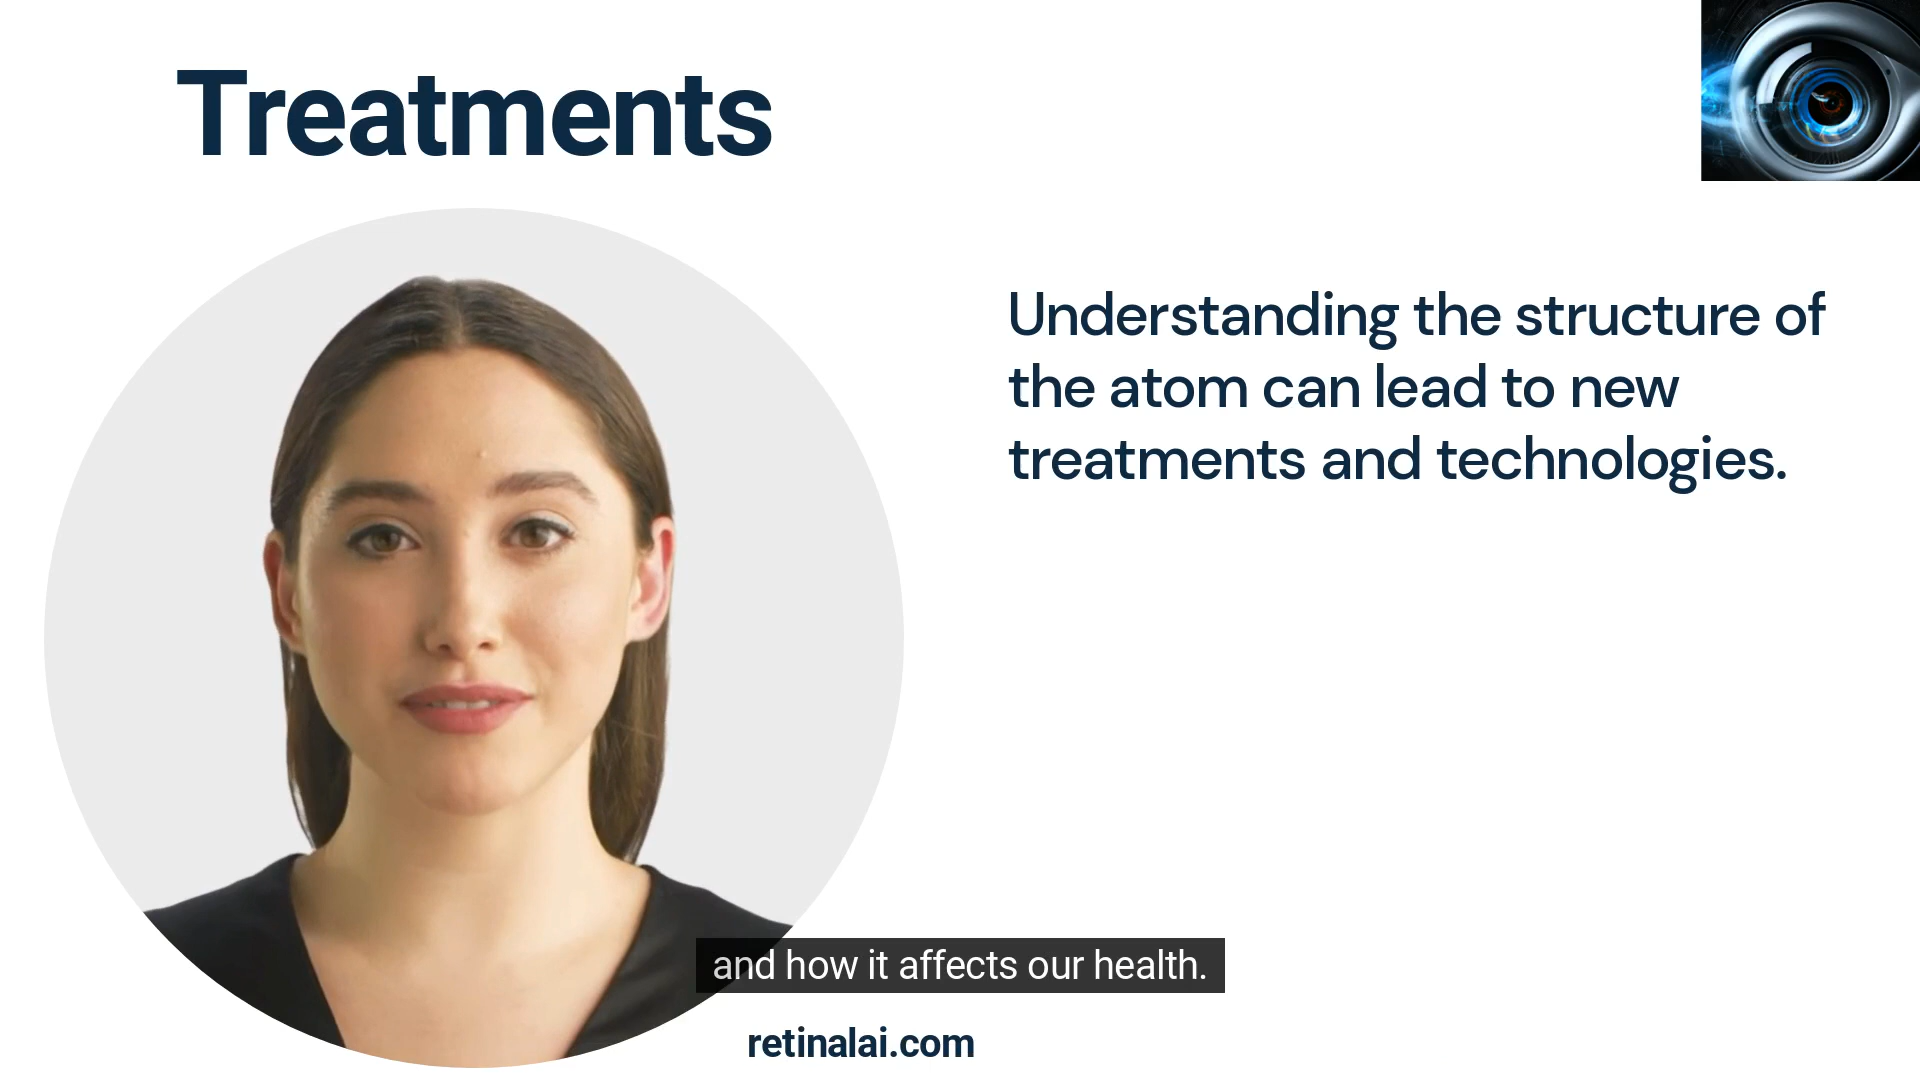 Treatments
Understanding the structure of
the atom can lead to new
treatments and technologies.
and how it affects our health.
retinalai.com